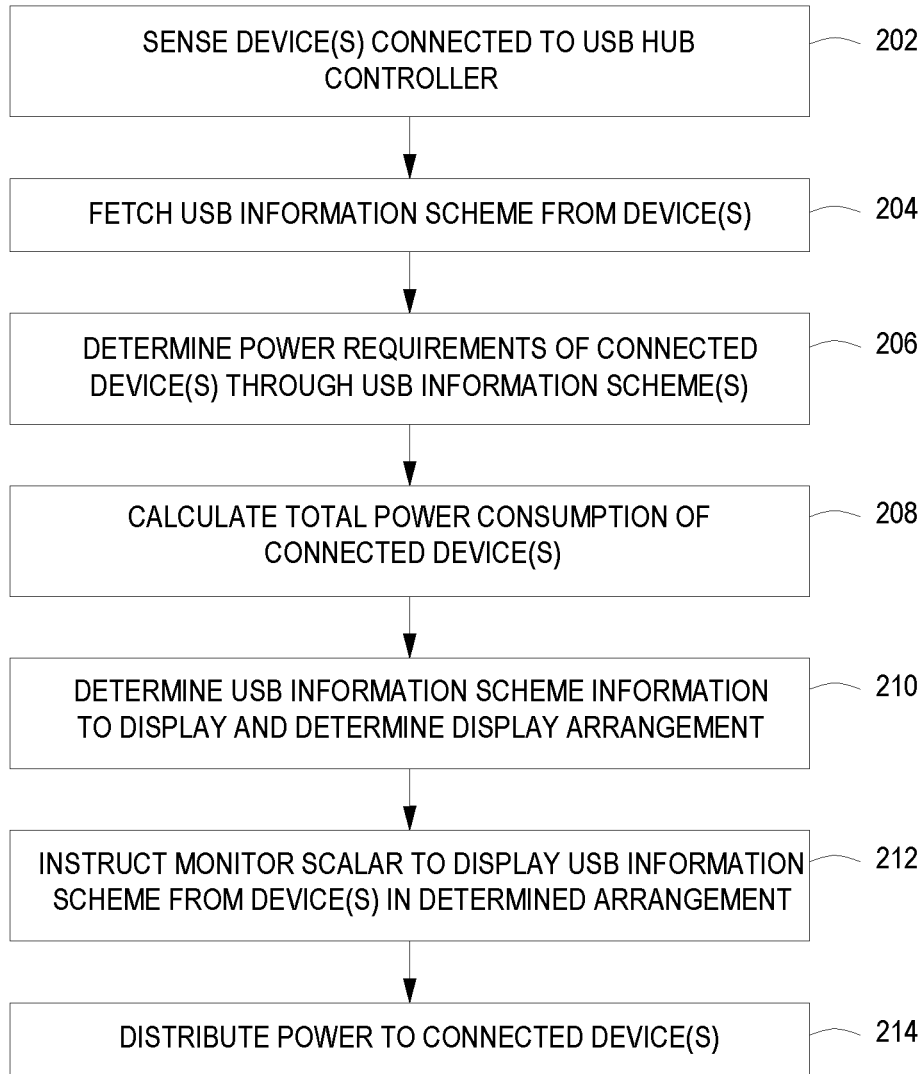 SENSE DEVICE(S) CONNECTED TO USB HUB
CONTROLLER
202
FETCH USB INFORMATION SCHEME FROM DEVICE(S)
204
DETERMINE POWER REQUIREMENTS OF CONNECTED
DEVICE(S) THROUGH USB INFORMATION SCHEME(S)
206
CALCULATE TOTAL POWER CONSUMPTION OF
CONNECTED DEVICE(S)
208
DETERMINE USB INFORMATION SCHEME INFORMATION
TO DISPLAY AND DETERMINE DISPLAY ARRANGEMENT
210
INSTRUCT MONITOR SCALAR TO DISPLAY USB INFORMATION
SCHEME FROM DEVICE(S) IN DETERMINED ARRANGEMENT
212
DISTRIBUTE POWER TO CONNECTED DEVICE(S)
214